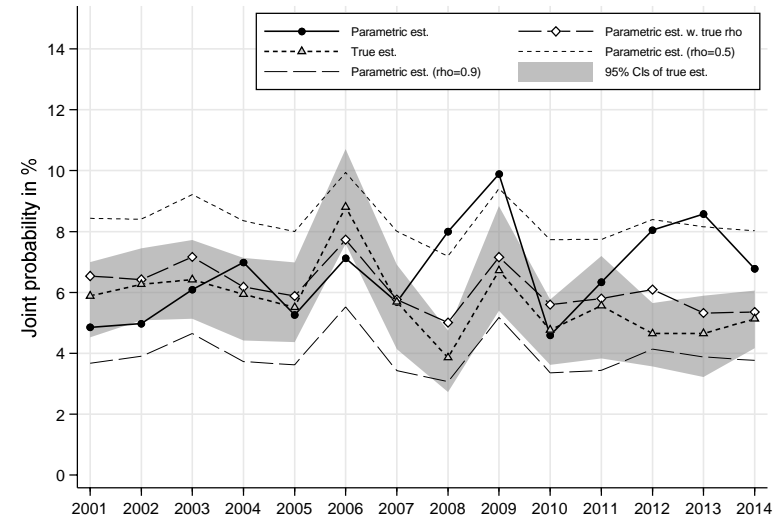 Parametric est.
Parametric est. w. true rho
True est.
Parametric est. (rho=0.5)
Parametric est. (rho=0.9)
95% CIs of true est.
Joint probability in %
14
12
10
8
6
4
2
0
2001 2002 2003 2004 2005 2006 2007 2008 2009 2010 2011 2012 2013 2014